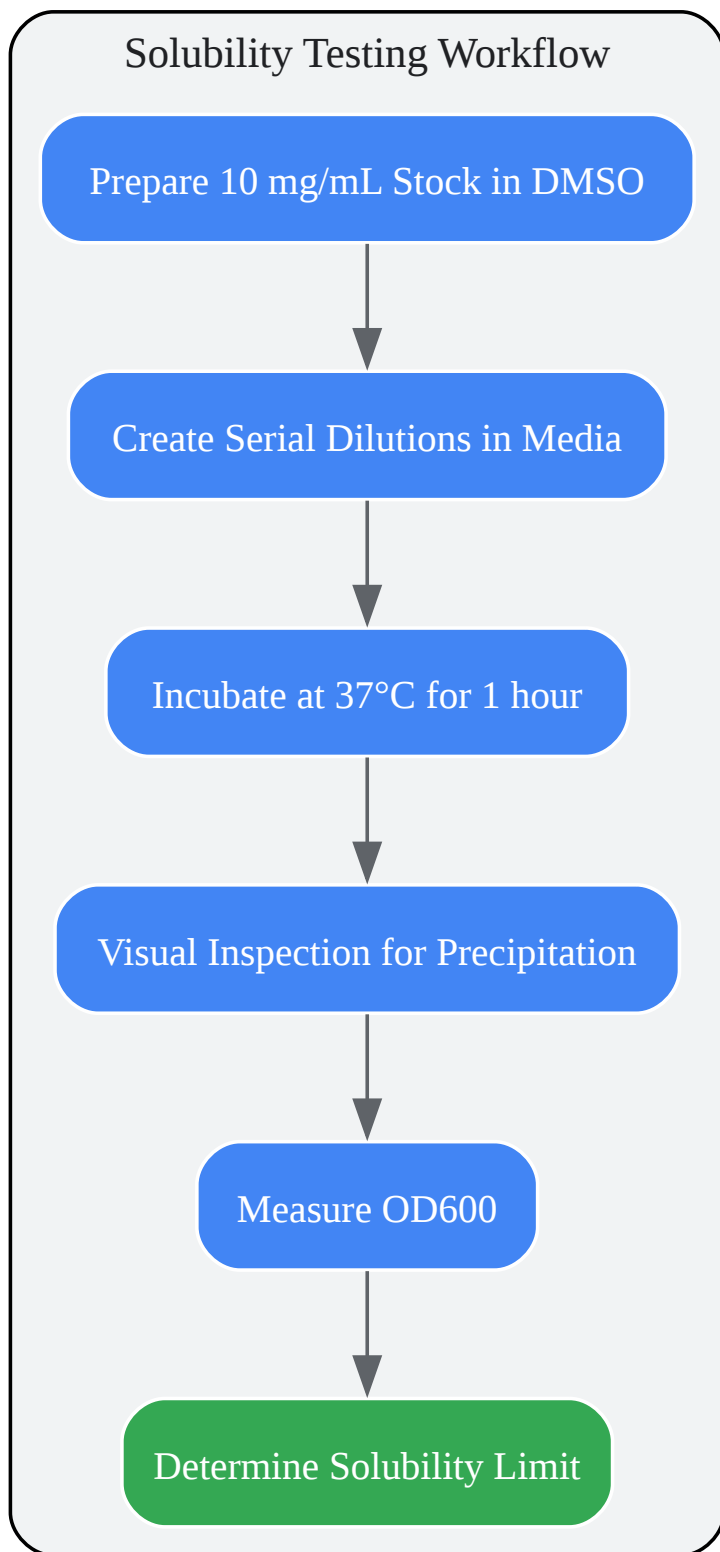 Solubility Testing Workflow
Prepare 10 mg/mL Stock in DMSO
Create Serial Dilutions in Media
Incubate at 37°C for 1 hour
Visual Inspection for Precipitation
Measure OD600
Determine Solubility Limit